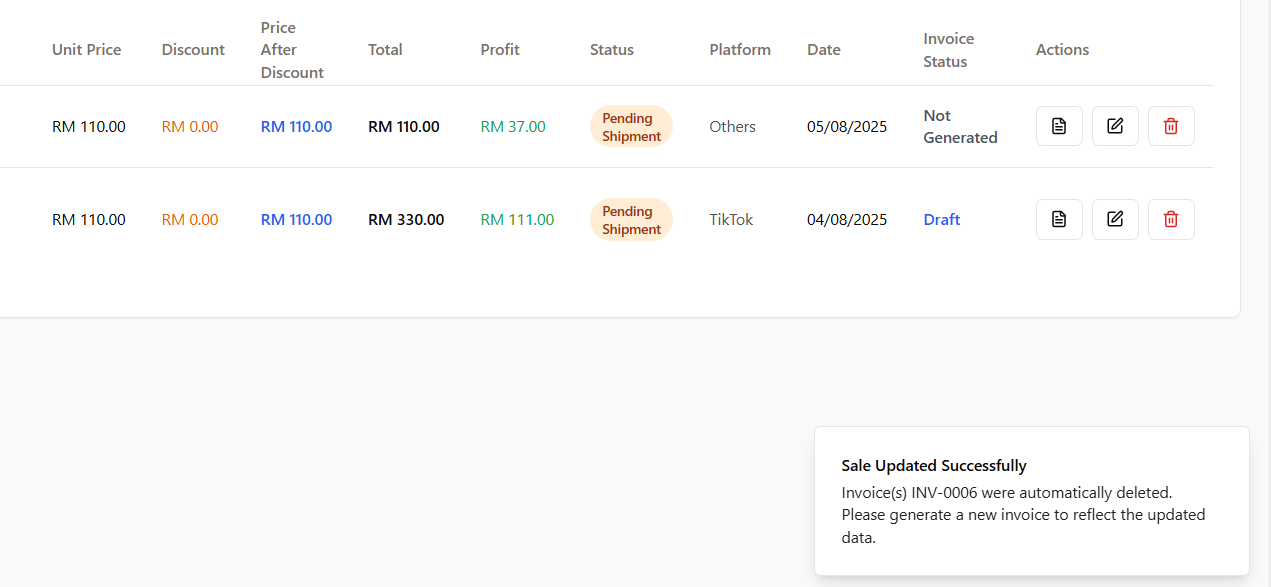 Unit Price Discount Price After Discount Total Profit Status Platform Date Invoice Status Actions
RM 110.00 RM 0.00 RM 110.00 RM 110.00 RM 37.00 Pending Shipment Others 05/08/2025 Not Generated
RM 110.00 RM 0.00 RM 110.00 RM 330.00 RM 111.00 Pending Shipment TikTok 04/08/2025 Draft
Sale Updated Successfully
Invoice(s) INV-0006 were automatically deleted.
Please generate a new invoice to reflect the updated
data.